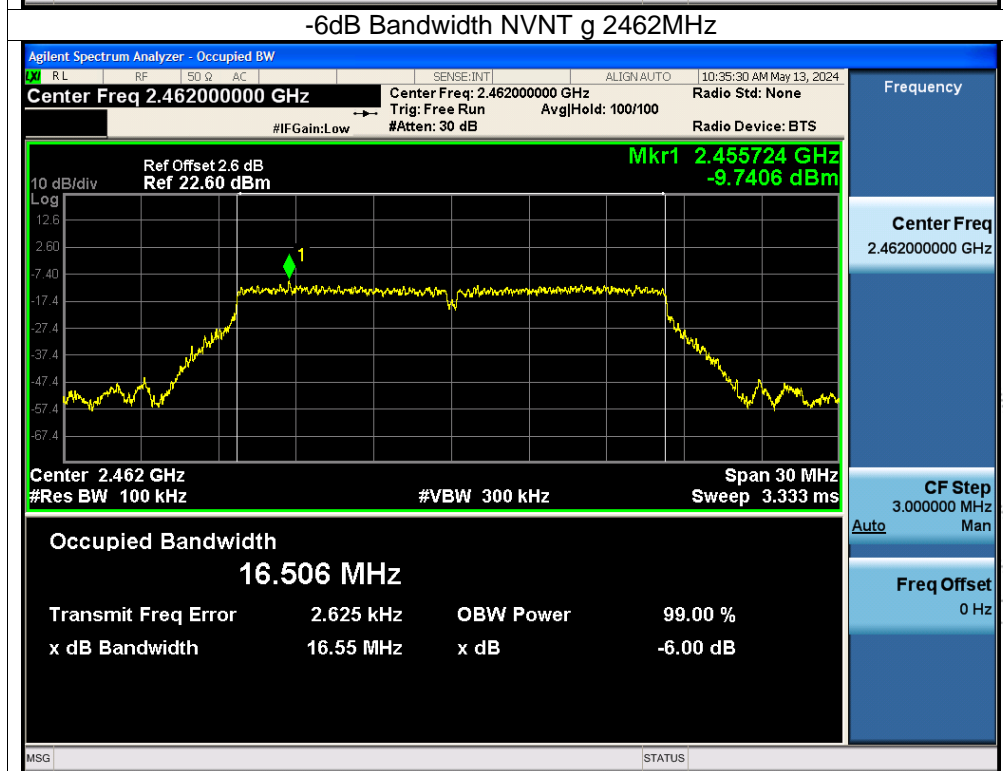 -6dB Bandwidth NVNT g 2462MHz
Agilent Spectrum Analyzer - Occupied BW
LXI RL RF 50 Ω AC SENSE:INT ALIGN AUTO 10:35:30 AM May 13, 2024
Center Freq 2.462000000 GHz
Center Freq: 2.462000000 GHz Radio Std: None
Trig: Free Run Avg|Hold: 100/100
#IFGain:Low #Atten: 30 dB Radio Device: BTS
Mkr1 2.455724 GHz
-9.7406 dBm
Ref Offset 2.6 dB
10 dB/div Ref 22.60 dBm
Log
12.6
2.60
-7.40
-17.4
-27.4
-37.4
-47.4
-57.4
-67.4
1
Center 2.462 GHz Span 30 MHz
#Res BW 100 kHz #VBW 300 kHz Sweep 3.333 ms
Occupied Bandwidth
16.506 MHz
Transmit Freq Error 2.625 kHz OBW Power 99.00 %
x dB Bandwidth 16.55 MHz x dB -6.00 dB
MSG STATUS
Frequency
Center Freq
2.462000000 GHz
CF Step
3.000000 MHz
Auto Man
Freq Offset
0 Hz